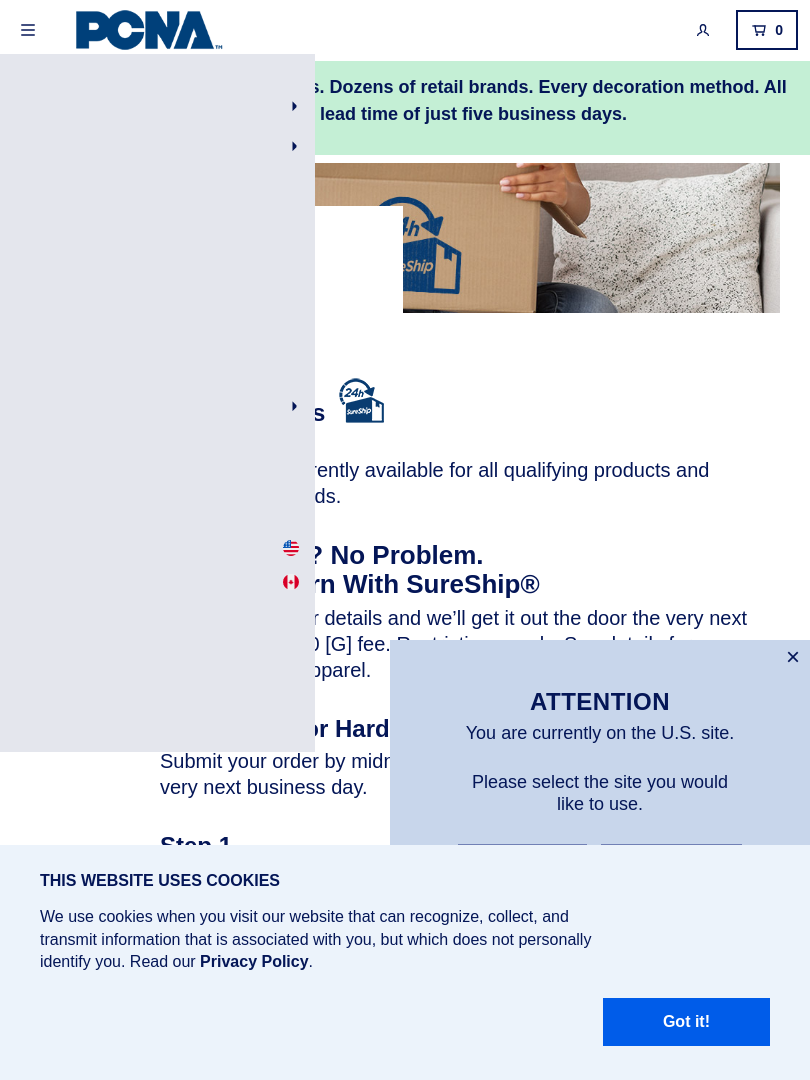 PCNA™
0
s. Dozens of retail brands. Every decoration method. All
lead time of just five business days.
SureShip
s
24h
SureShip
rently available for all qualifying products and
ds.
? No Problem.
rn With SureShip®
r details and we’ll get it out the door the very next
[G] fee.
pparel.
or Hard
Submit your order by midn
very next business day.
Step 1
×
ATTENTION
You are currently on the U.S. site.
Please select the site you would
like to use.
THIS WEBSITE USES COOKIES
We use cookies when you visit our website that can recognize, collect, and
transmit information that is associated with you, but which does not personally
identify you. Read our Privacy Policy.
Got it!